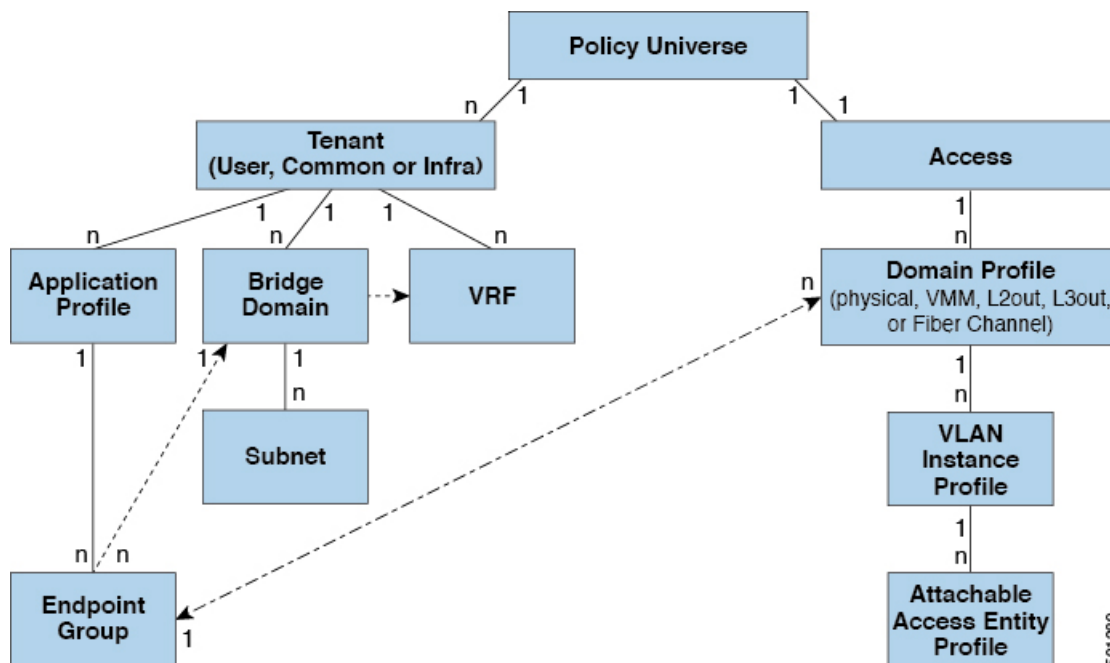 Policy Universe
n
1
1
1
Tenant
(User, Common or Infra)
Access
1
1
1
1
n
n
n
n
Application
Profile
Bridge
Domain
VRF
n
Domain Profile
(physical, VMM, L2out, L3out,
or Fiber Channel)
1
1
1
1
n
n
Subnet
VLAN
Instance
Profile
1
n
n
n
Endpoint
Group
1
Attachable
Access Entity
Profile